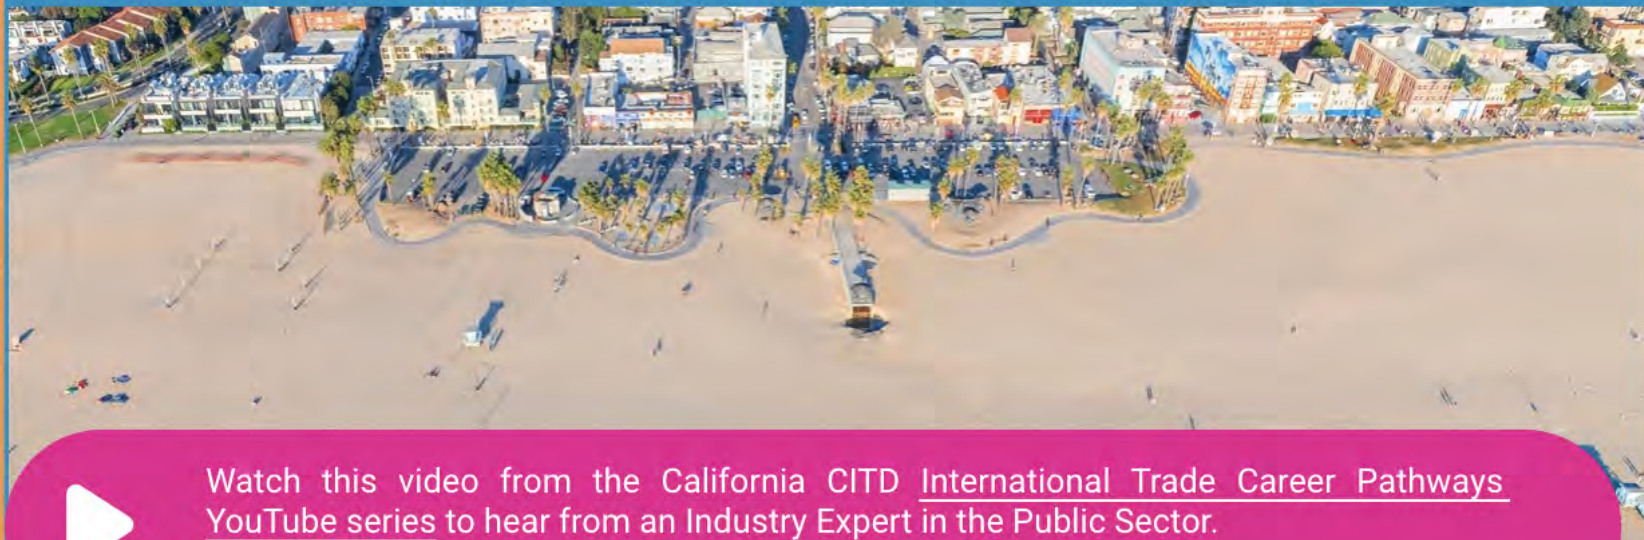 Watch this video from the California CITD International Trade Career Pathways
YouTube series to hear from an Industry Expert in the Public Sector.